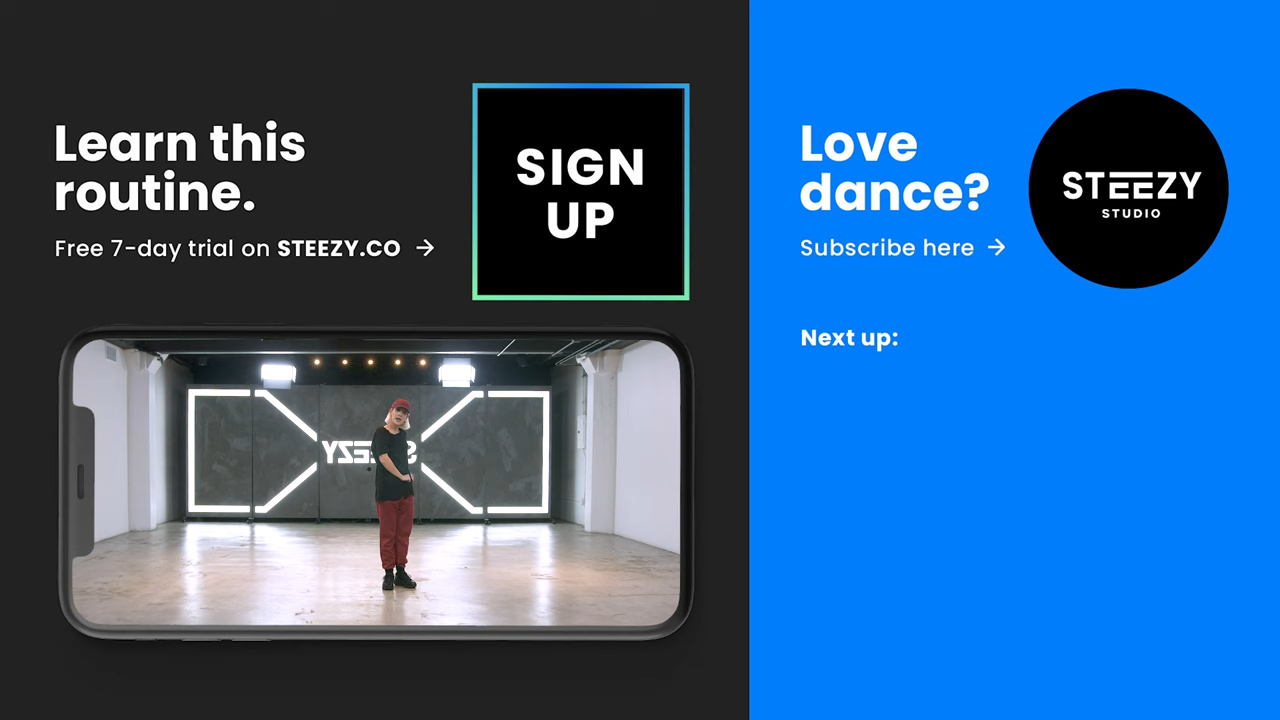 Learn this
routine.
Free 7-day trial on STEEZY.CO →
SIGN
UP
Love
dance?
Subscribe here →
STEEZY
STUDIO
Next up: